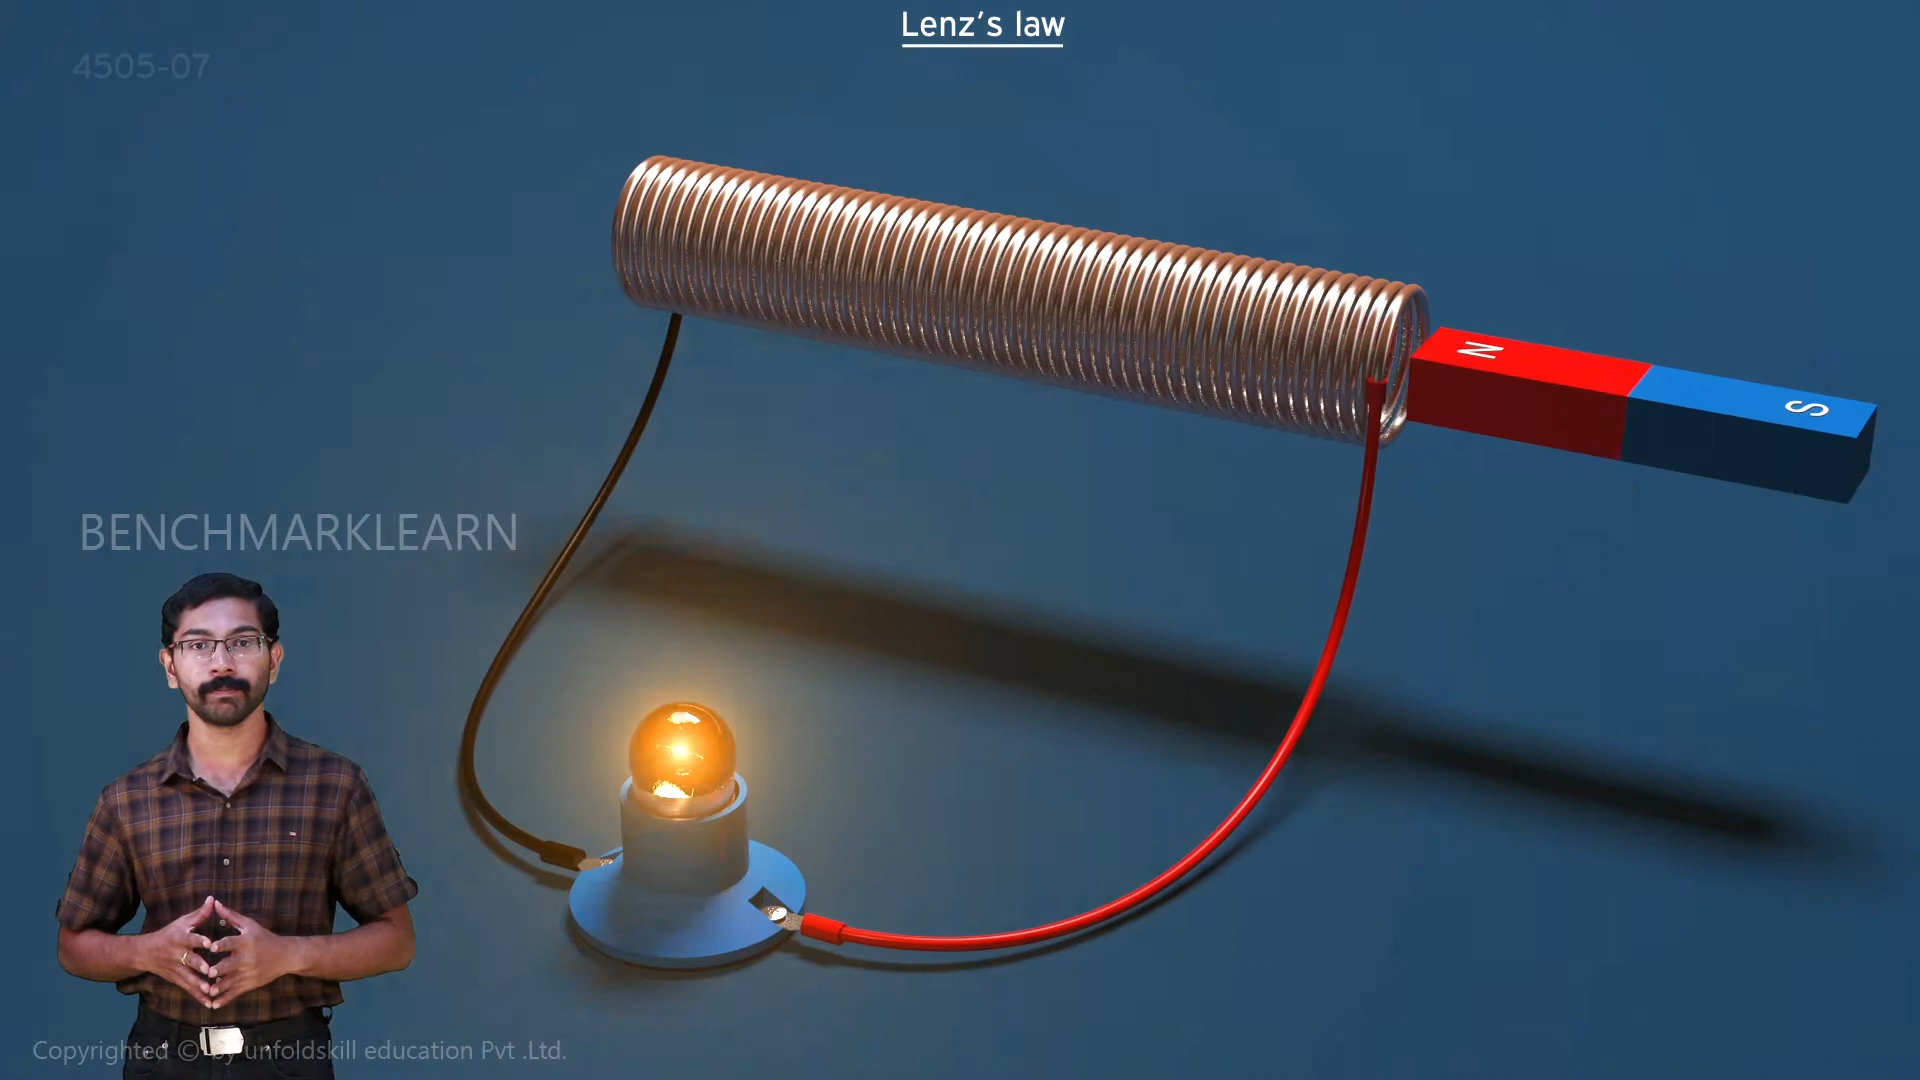 Lenz's law
4505-07
N
S
BENCHMARKLEARN
Copyrighted © by unfoldskill education Pvt .Ltd.